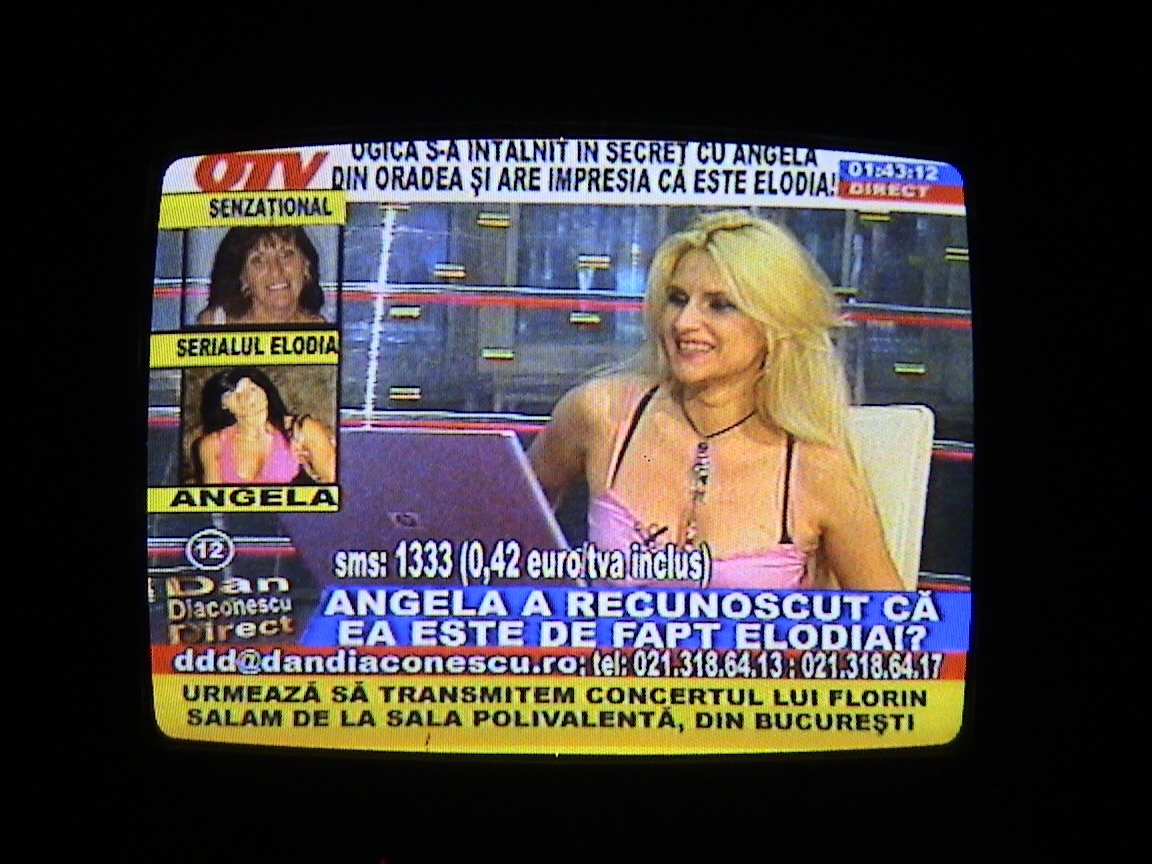 OTV
OGICA S-A ÎNTÂLNIT ÎN SECRET CU ANGELA
DIN ORADEA ŞI ARE IMPRESIA CĂ ESTE ELODIA!
01:43:12
DIRECT
SENZAŢIONAL
SERIALUL ELODIA
ANGELA
12
Dan
Diaconescu
Direct
hp
sms: 1333 (0,42 euro tva inclus)
ANGELA A RECUNOSCUT CĂ
EA ESTE DE FAPT ELODIA!?
ddd@dandiaconescu.ro; tel: 021.318.64.13 ; 021.318.64.17
URMEAZĂ SĂ TRANSMITEM CONCERTUL LUI FLORIN
SALAM DE LA SALA POLIVALENTĂ, DIN BUCUREŞTI